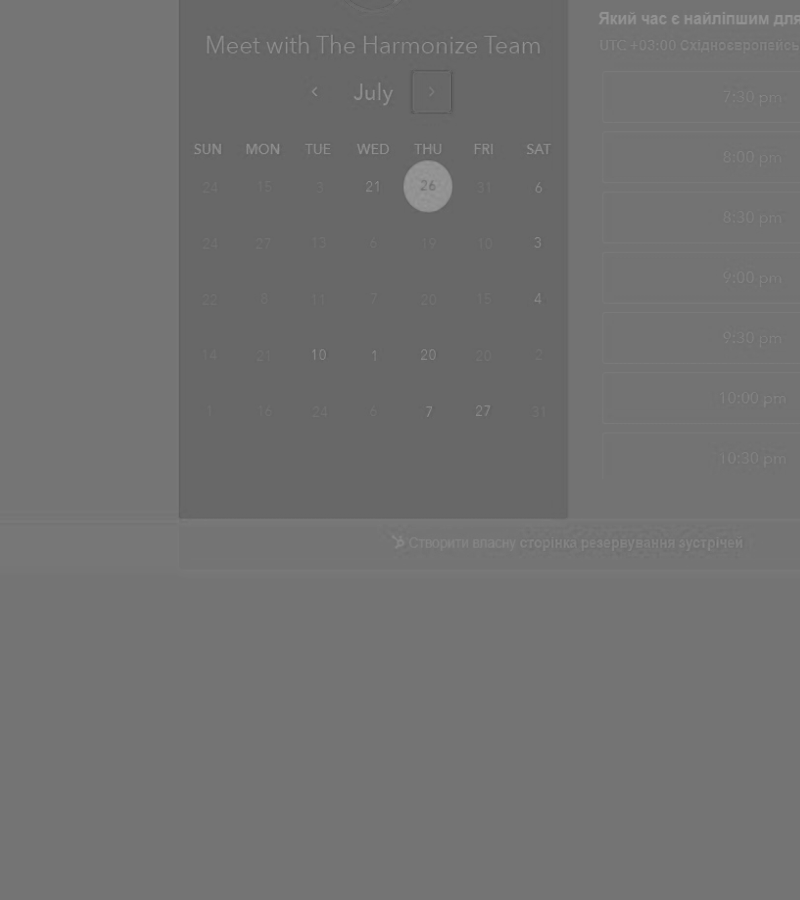 Meet with The Harmonize Team
July
SUN MON TUE WED THU FRI SAT
24 15 3 21 26 31 6
24 27 13 6 19 10 3
22 8 11 7 20 15 4
14 21 10 1 20 20 2
1 16 24 6 7 27 31
Який час є найліпшим для
UTC +03:00 Східноєвропейсь
7:30 pm
8:00 pm
8:30 pm
9:00 pm
9:30 pm
10:00 pm
10:30 pm
Створити власну сторінка резервування зустрічей